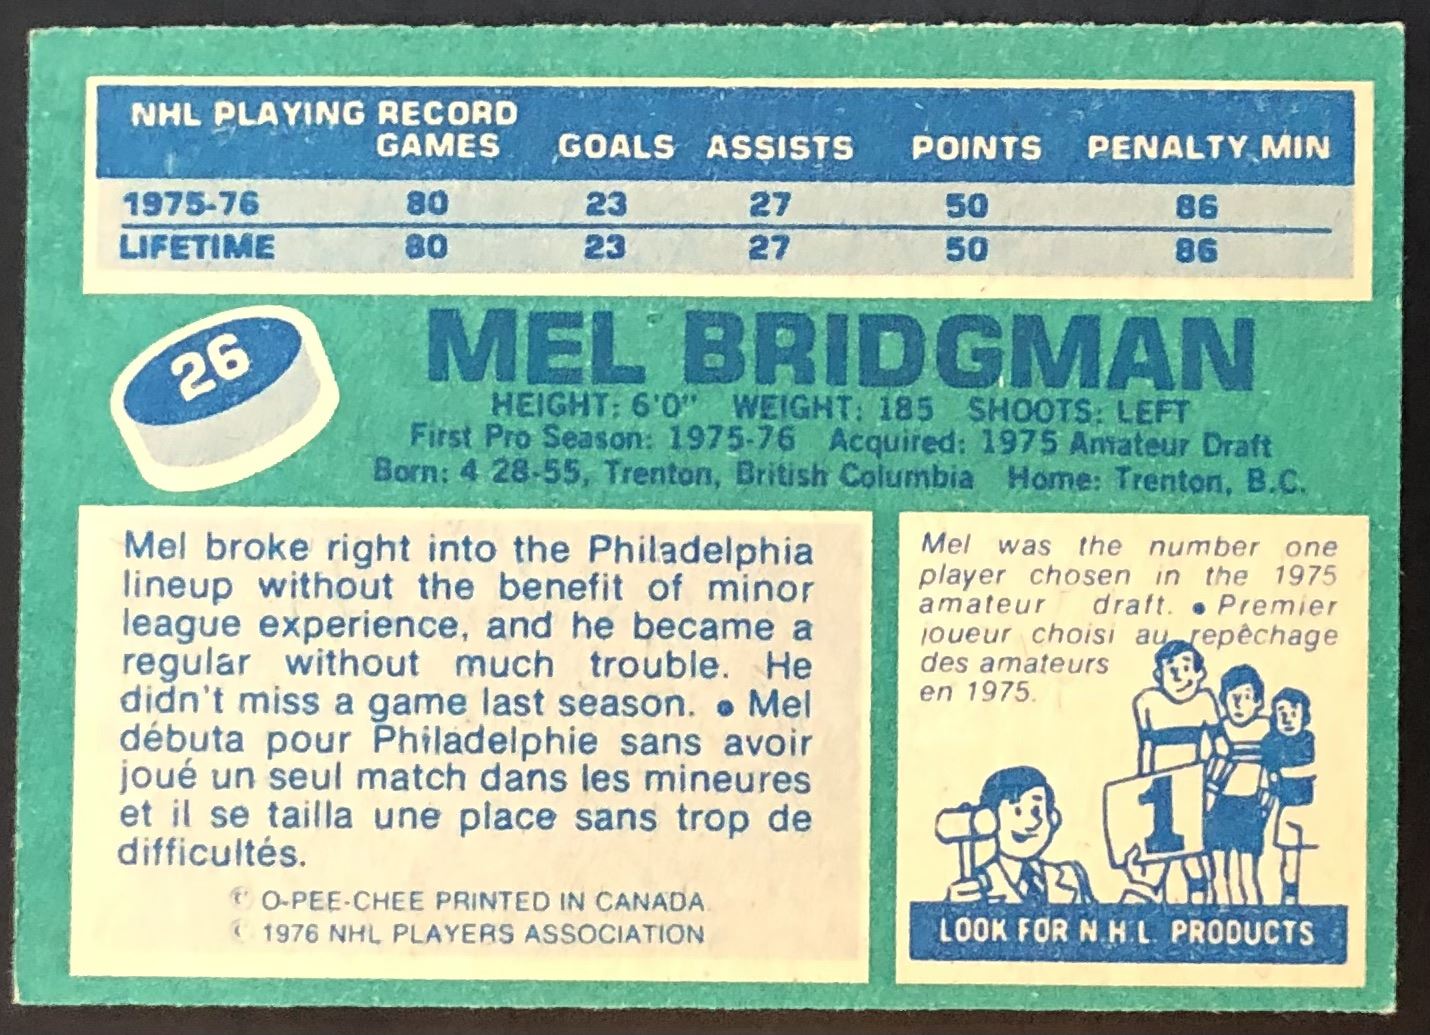 NHL PLAYING RECORD
GAMES GOALS ASSISTS POINTS PENALTY MIN
1975-76 80 23 27 50 86
LIFETIME 80 23 27 50 86
26
MEL BRIDGMAN
HEIGHT: 6'0" WEIGHT: 185 SHOOTS: LEFT
First Pro Season: 1975-76 Acquired: 1975 Amateur Draft
Born: 4 28-55, Trenton, British Columbia Home: Trenton, B.C.
Mel broke right into the Philadelphia
lineup without the benefit of minor
league experience, and he became a
regular without much trouble. He
didn't miss a game last season. • Mel
débuta pour Philadelphie sans avoir
joué un seul match dans les mineures
et il se tailla une place sans trop de
difficultés.
© O-PEE-CHEE PRINTED IN CANADA
© 1976 NHL PLAYERS ASSOCIATION
Mel was the number one
player chosen in the 1975
amateur draft. • Premier
joueur choisi au repêchage
des amateurs
en 1975.
1
LOOK FOR N.H.L. PRODUCTS